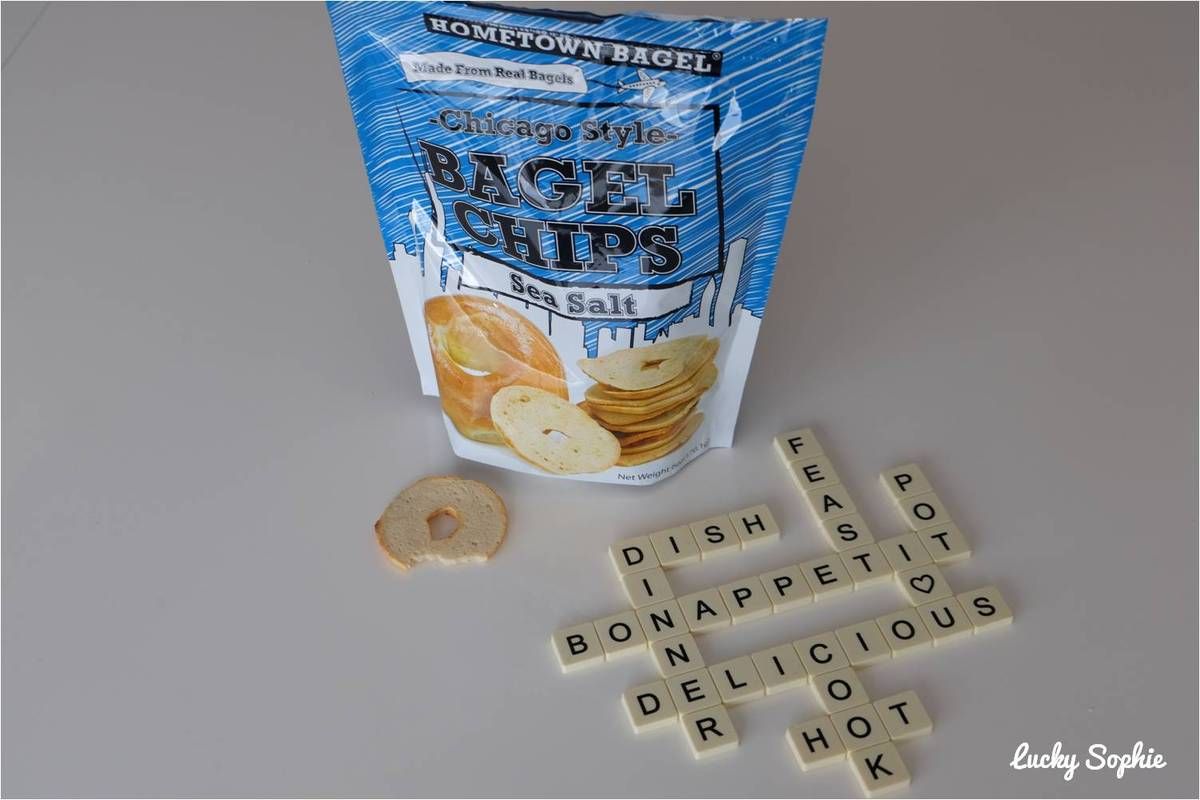 HOMETOWN BAGEL®
Made From Real Bagels
-Chicago Style-
BAGEL
CHIPS
Sea Salt
Net Weight 6oz
FEAST
POT
DISH
DINNER
BONAPPETIT
DELICIOUS
COOK
HOT
Lucky Sophie